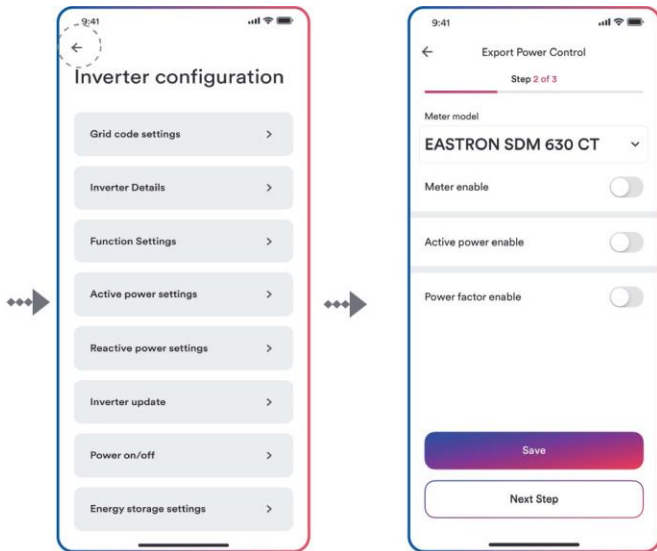 9:41
Inverter configuration
Grid code settings
Inverter Details
Function Settings
Active power settings
Reactive power settings
Inverter update
Power on/off
Energy storage settings
9:41
Export Power Control
Step 2 of 3
Meter model
EASTRON SDM 630 CT
Meter enable
Active power enable
Power factor enable
Save
Next Step